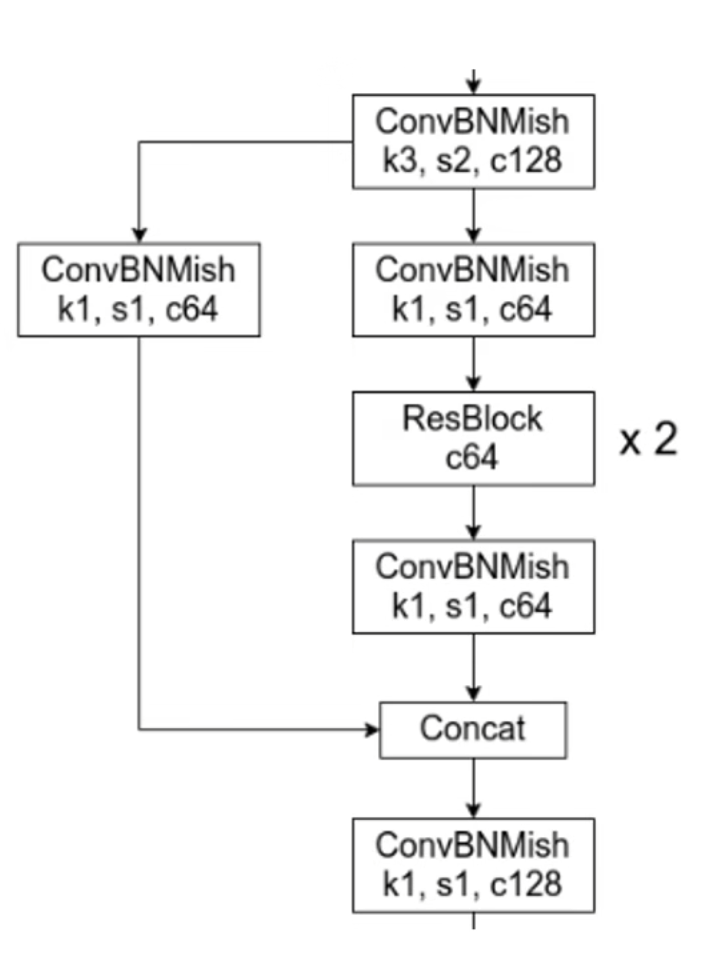 ConvBNMish
k3, s2, c128
ConvBNMish
k1, s1, c64
ConvBNMish
k1, s1, c64
ResBlock
c64
x 2
ConvBNMish
k1, s1, c64
Concat
ConvBNMish
k1, s1, c128